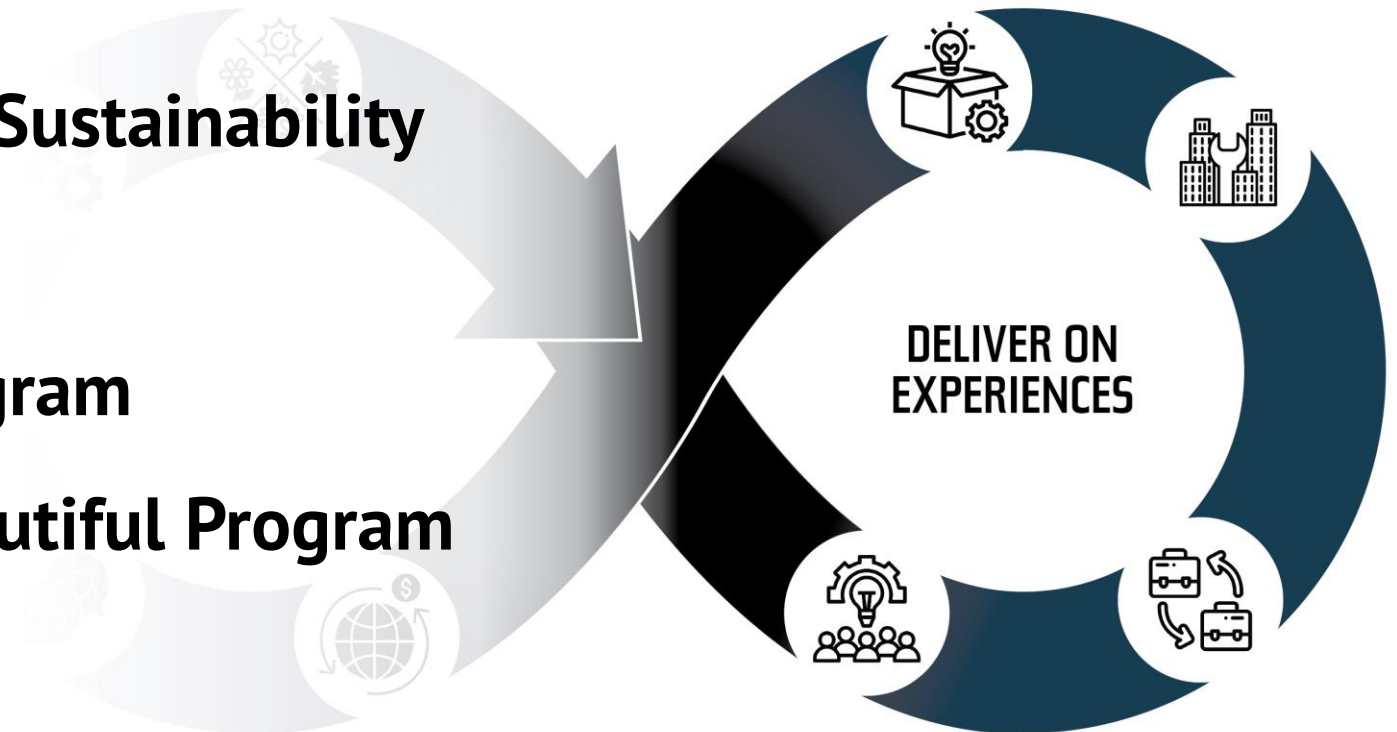 Sustainability
gram
utiful Program
DELIVER ON
EXPERIENCES
$